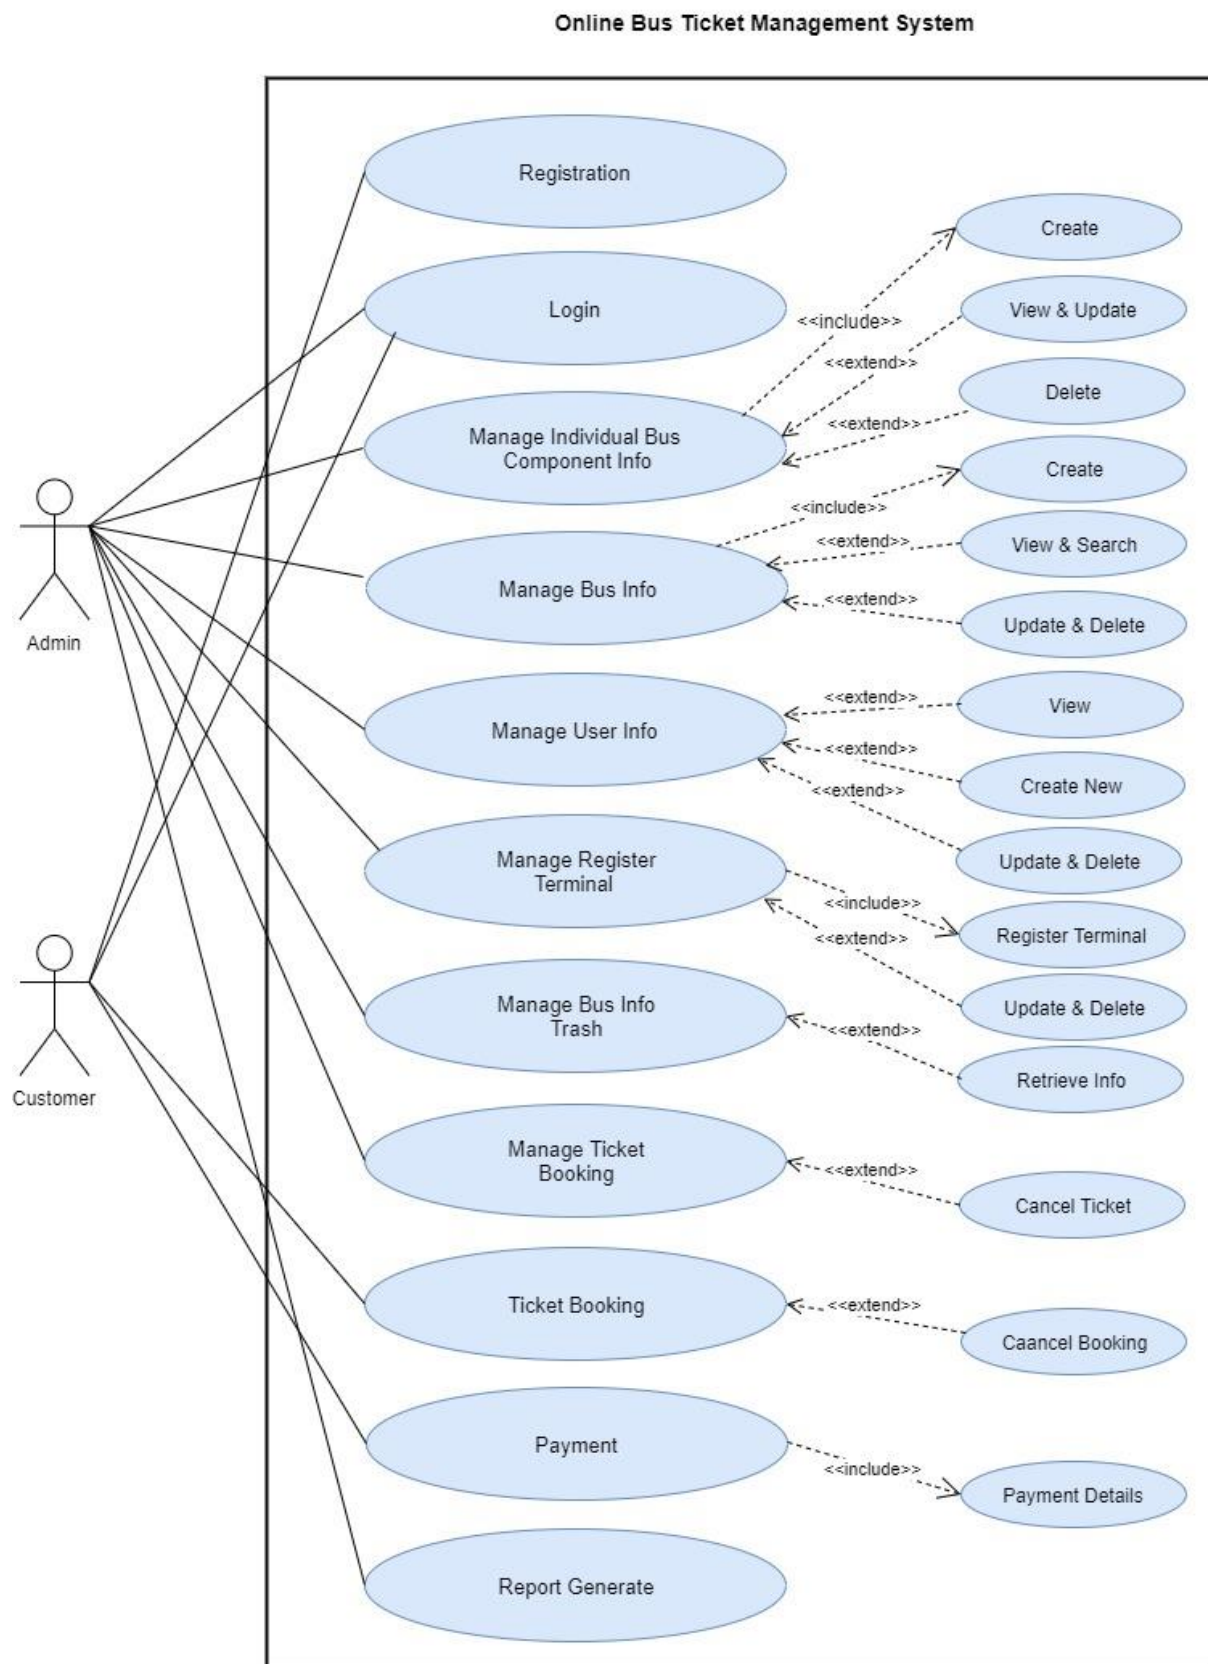 Online Bus Ticket Management System
Registration
Create
Login
View & Update
<<include>>
<<extend>>
Delete
Manage Individual Bus
Component Info
<<extend>>
Create
<<include>>
<<extend>>
View & Search
Manage Bus Info
<<extend>>
Update & Delete
Admin
<<extend>>
View
Manage User Info
<<extend>>
Create New
<<extend>>
Update & Delete
Manage Register
Terminal
<<include>>
Register Terminal
<<extend>>
Update & Delete
Manage Bus Info
Trash
<<extend>>
Retrieve Info
Customer
Manage Ticket
Booking
<<extend>>
Cancel Ticket
Ticket Booking
<<extend>>
Caancel Booking
Payment
<<include>>
Payment Details
Report Generate